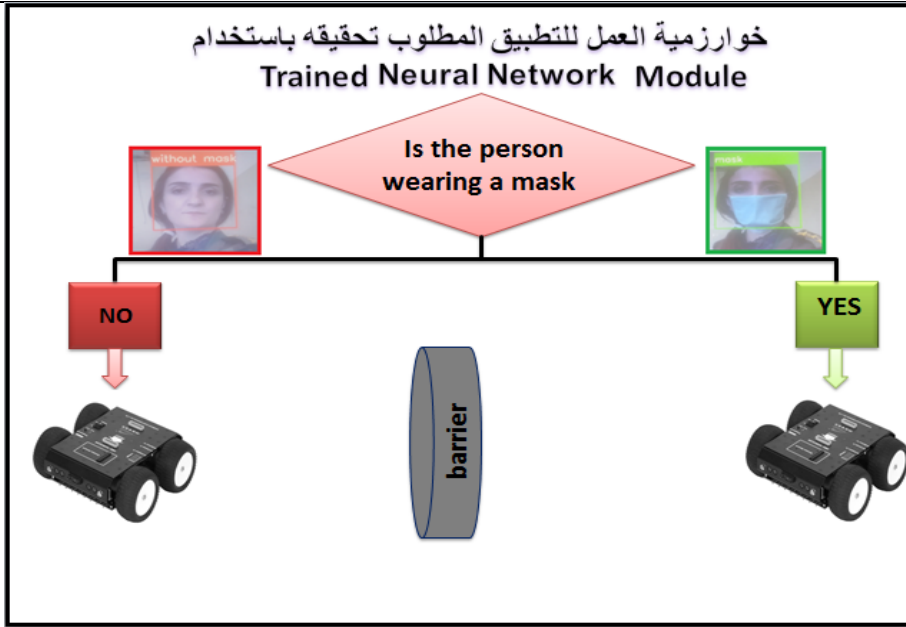 خوارزمية العمل للتطبيق المطلوب تحقيقه باستخدام
Trained Neural Network Module
without mask
Is the person
wearing a mask
mask
NO
YES
barrier